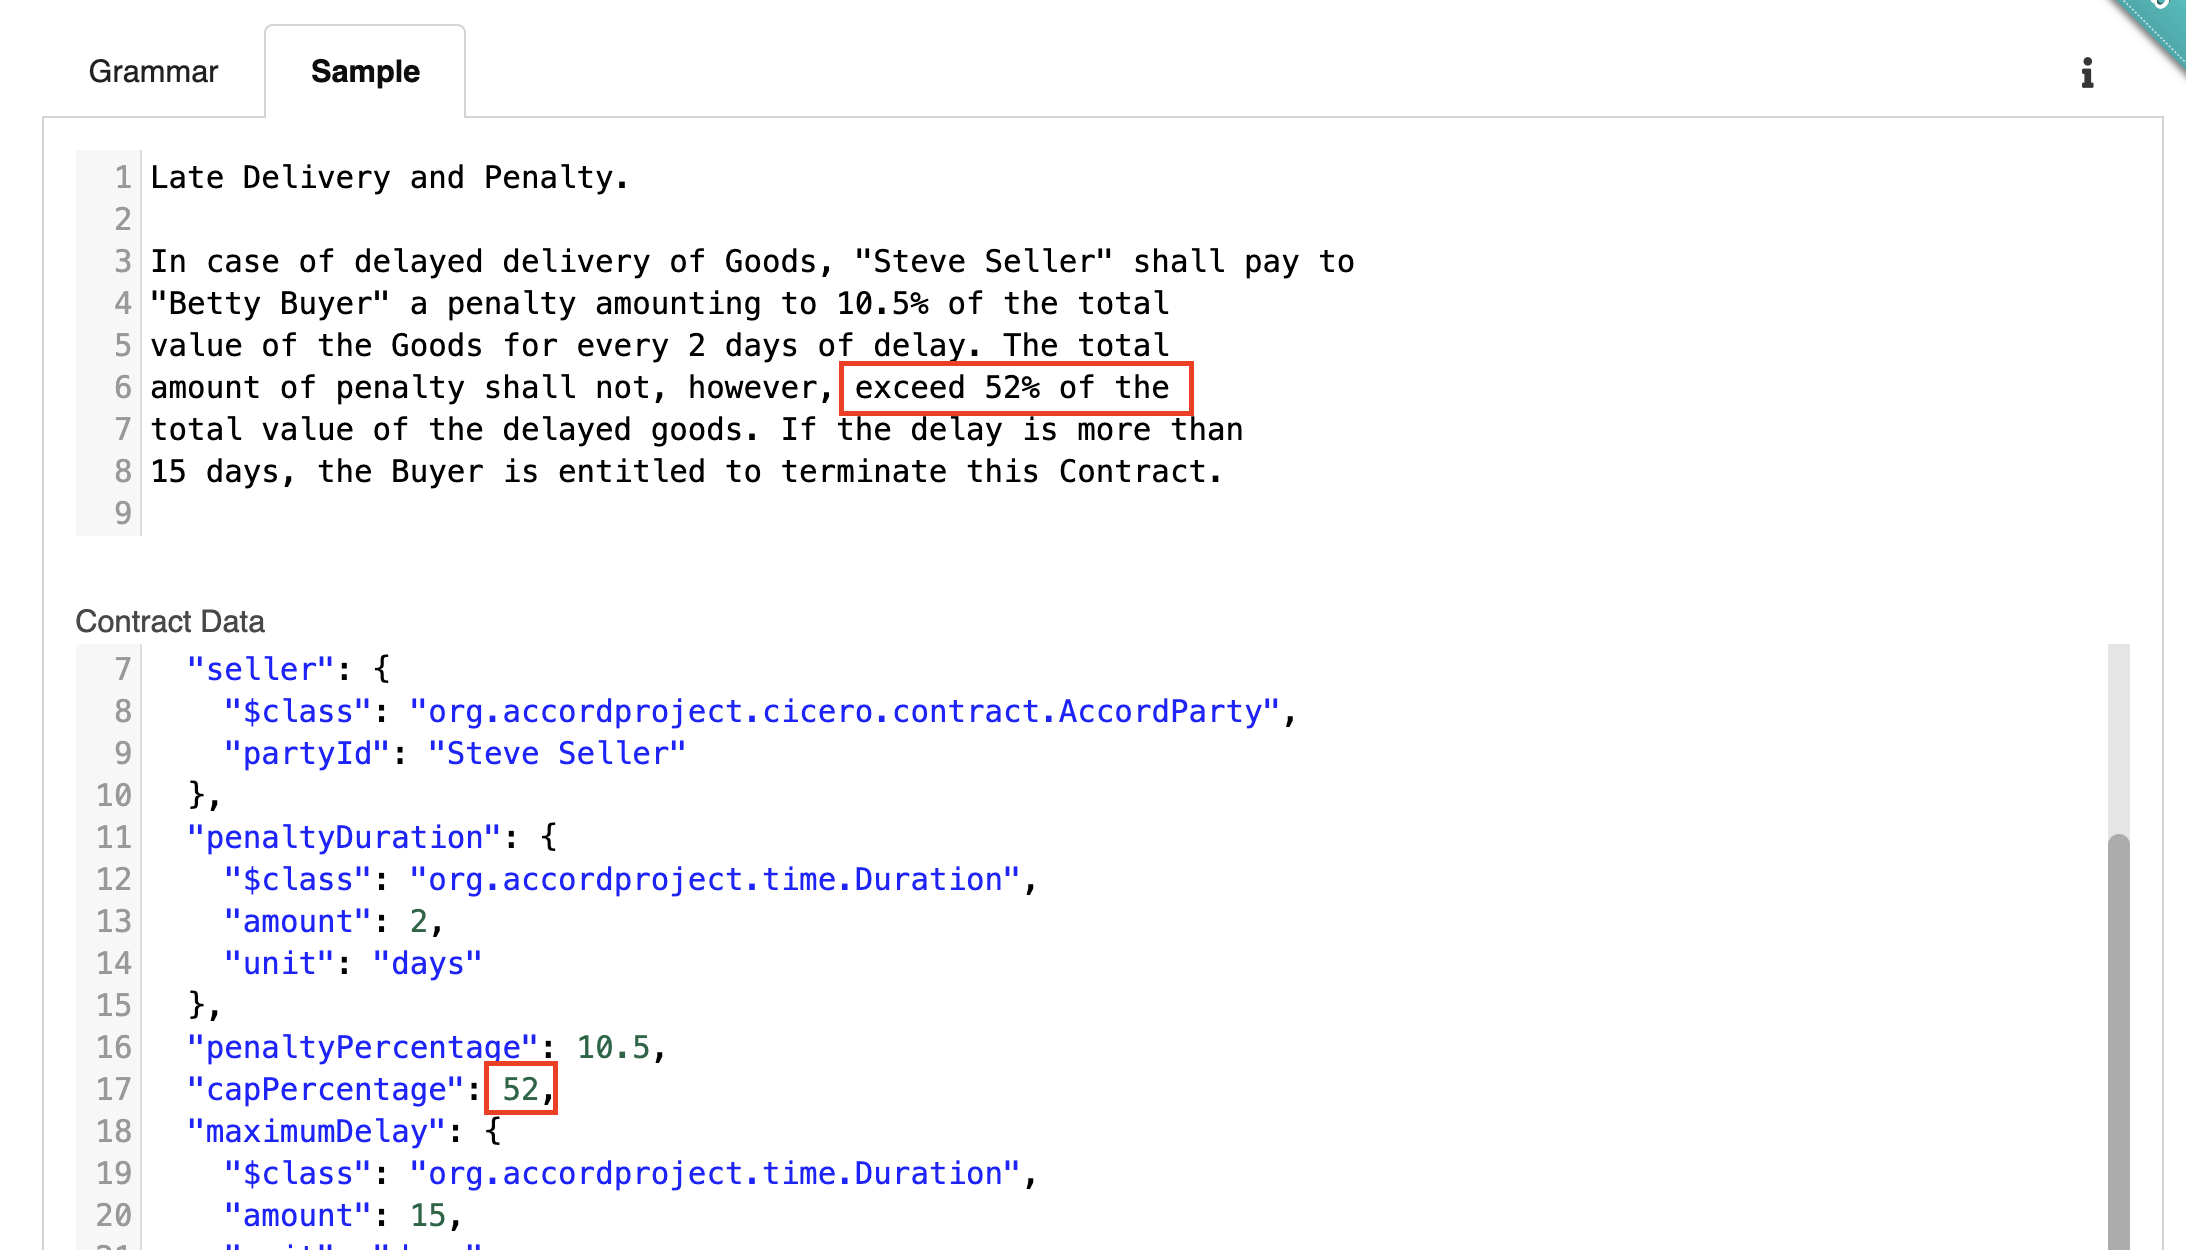 Grammar
Sample
1 Late Delivery and Penalty.
2
3 In case of delayed delivery of Goods, "Steve Seller" shall pay to
4 "Betty Buyer" a penalty amounting to 10.5% of the total
5 value of the Goods for every 2 days of delay. The total
6 amount of penalty shall not, however, exceed 52% of the
7 total value of the delayed goods. If the delay is more than
8 15 days, the Buyer is entitled to terminate this Contract.
9
Contract Data
7 "seller": {
8 "$class": "org.accordproject.cicero.contract.AccordParty",
9 "partyId": "Steve Seller"
10 },
11 "penaltyDuration": {
12 "$class": "org.accordproject.time.Duration",
13 "amount": 2,
14 "unit": "days"
15 },
16 "penaltyPercentage": 10.5,
17 "capPercentage": 52,
18 "maximumDelay": {
19 "$class": "org.accordproject.time.Duration",
20 "amount": 15,